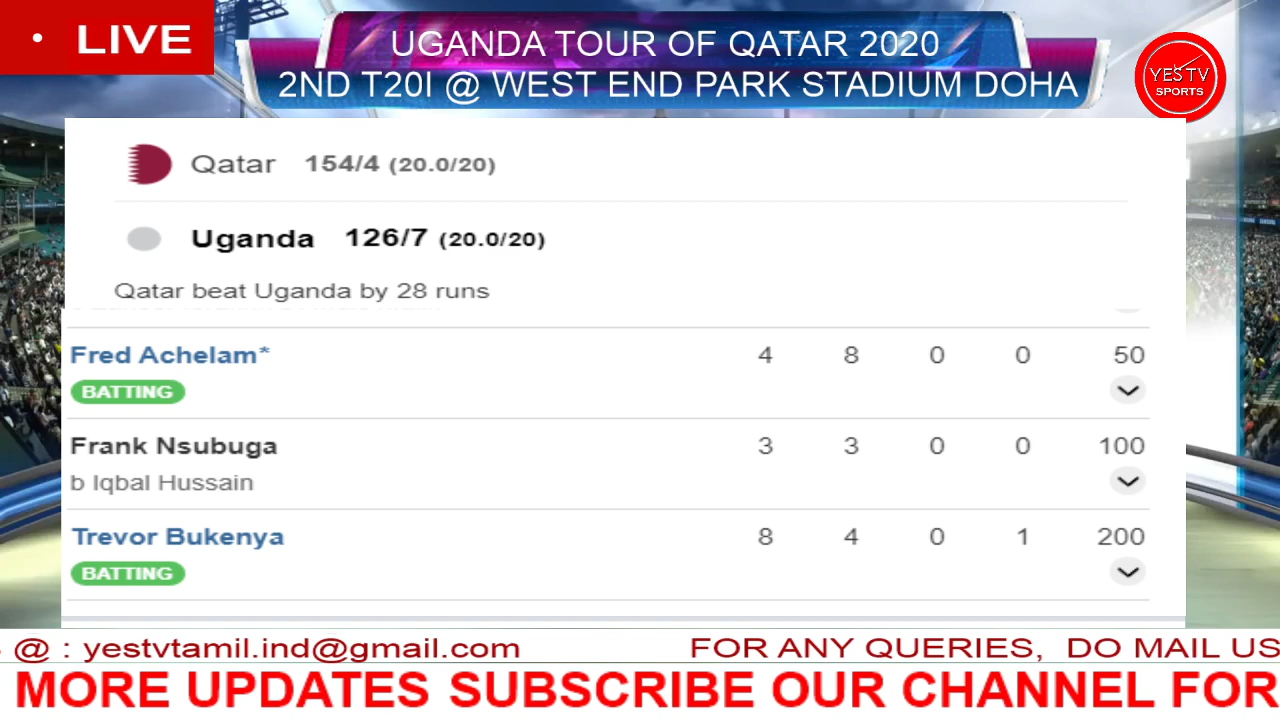 • LIVE
UGANDA TOUR OF QATAR 2020
2ND T20I @ WEST END PARK STADIUM DOHA
YES TV
SPORTS
Qatar 154/4 (20.0/20)
Uganda 126/7 (20.0/20)
Qatar beat Uganda by 28 runs
Fred Achelam* 4 8 0 0 50
BATTING
Frank Nsubuga 3 3 0 0 100
b Iqbal Hussain
Trevor Bukenya 8 4 0 1 200
BATTING
@ : yestvtamil.ind@gmail.com FOR ANY QUERIES, DO MAIL US
MORE UPDATES SUBSCRIBE OUR CHANNEL FOR